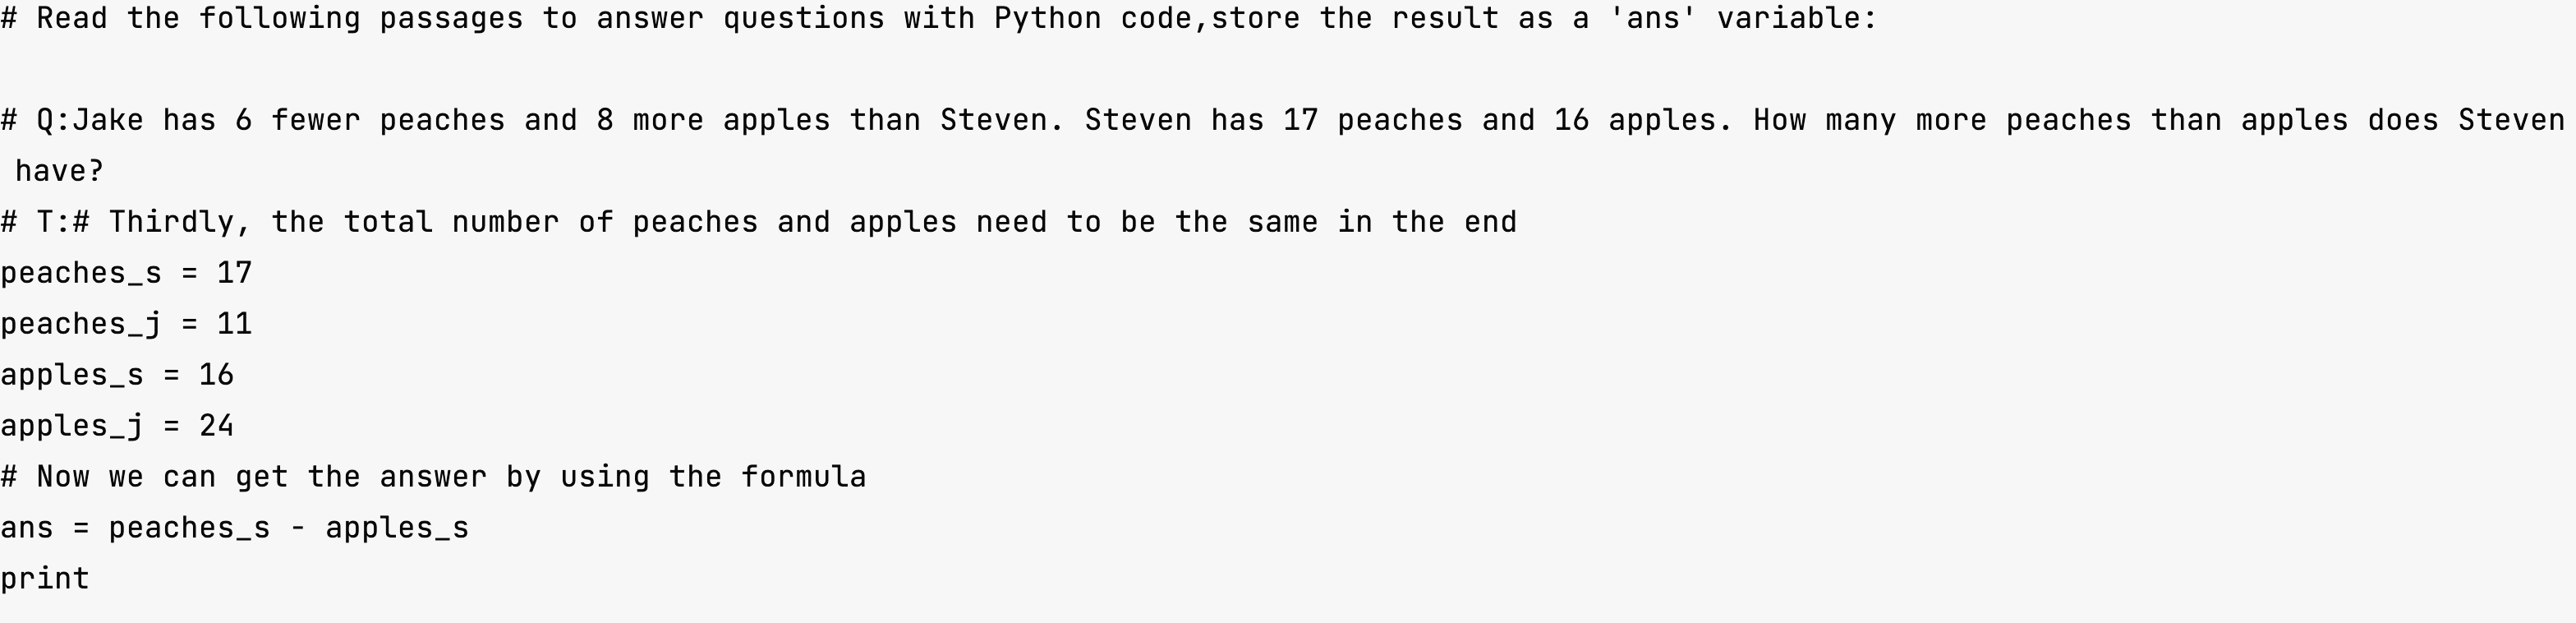 # Read the following passages to answer questions with Python code,store the result as a 'ans' variable:
# Q:Jake has 6 fewer peaches and 8 more apples than Steven. Steven has 17 peaches and 16 apples. How many more peaches than apples does Steven
have?
# T:# Thirdly, the total number of peaches and apples need to be the same in the end
peaches_s = 17
peaches_j = 11
apples_s = 16
apples_j = 24
# Now we can get the answer by using the formula
ans = peaches_s - apples_s
print